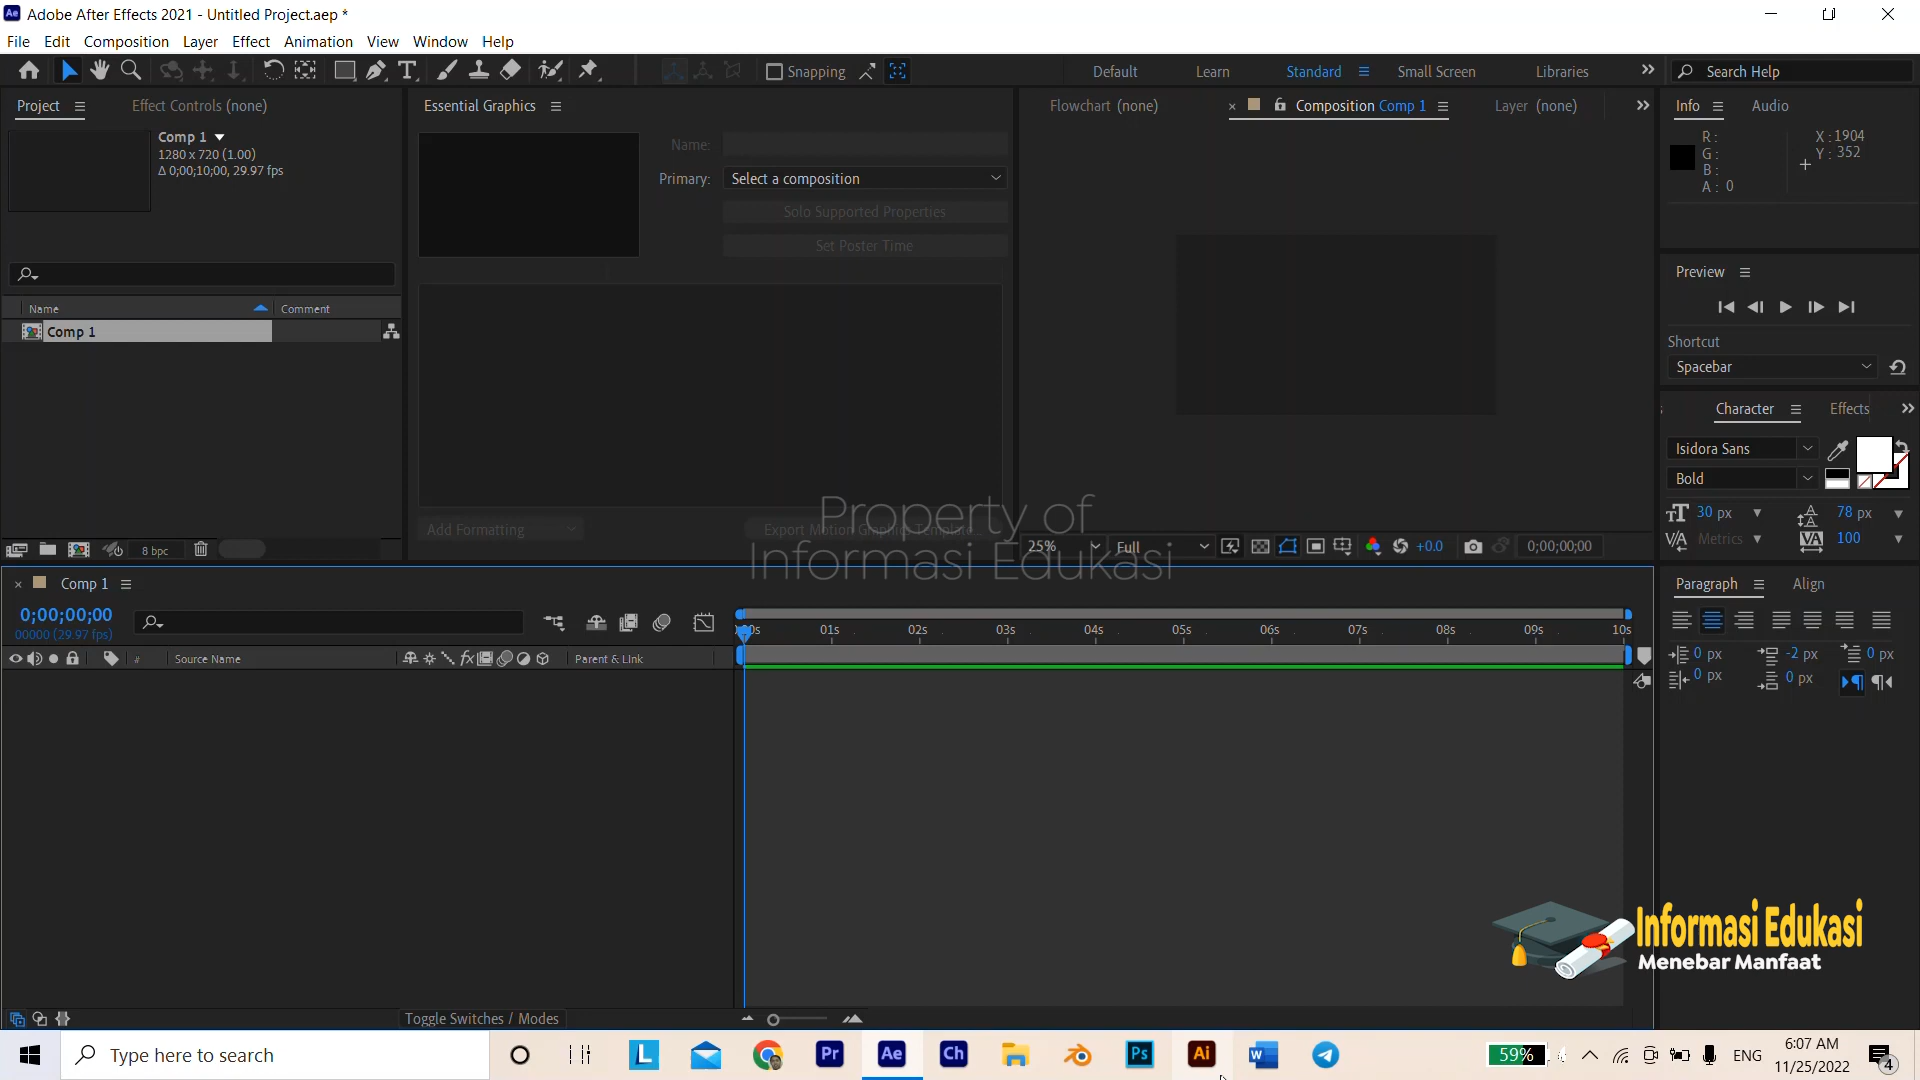 Adobe After Effects 2021 - Untitled Project.aep *
File Edit Composition Layer Effect Animation View Window Help
Snapping Default Learn Standard Small Screen Libraries Search Help
Project Effect Controls (none) Essential Graphics Flowchart (none) × Composition Comp 1 Layer (none) Info Audio
Comp 1
1280 x 720 (1.00)
Δ 0;00;10;00, 29.97 fps
Name:
Primary: Select a composition
Solo Supported Properties
Set Poster Time
R :
G :
B :
A : 0
X : 1904
Y : 352
Preview
Shortcut
Spacebar
Name Comment
Comp 1
Character Effects
Isidora Sans
Bold
30 px 78 px
Metrics 100
Add Formatting Export Motion Graphics Template...
Property of
Informasi Edukasi
8 bpc
25% Full +0.0 0;00;00;00
× Comp 1
0;00;00;00
00000 (29.97 fps)
01s 02s 03s 04s 05s 06s 07s 08s 09s 10s
# Source Name fx Parent & Link
Paragraph Align
0 px -2 px 0 px
0 px 0 px
Informasi Edukasi
Menebar Manfaat
Toggle Switches / Modes
Type here to search
L Pr Ae Ch Ps Ai W
59% ENG 6:07 AM
11/25/2022 4